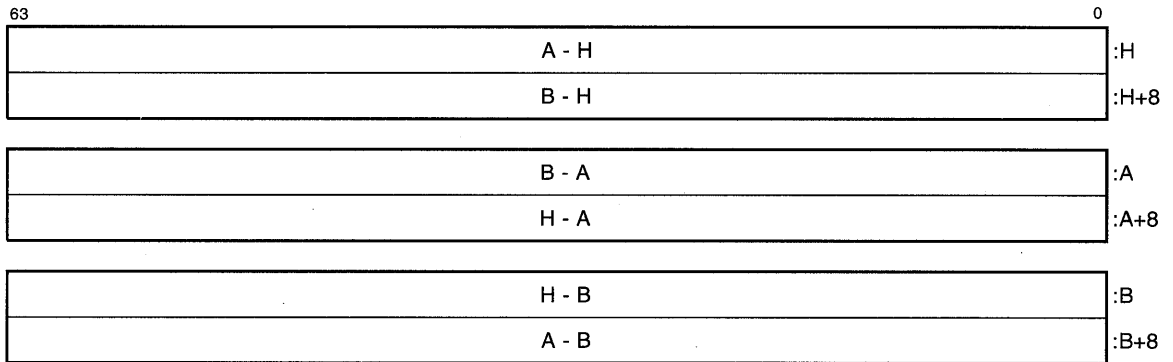 63 0
A - H :H
B - H :H+8
B - A :A
H - A :A+8
H - B :B
A - B :B+8